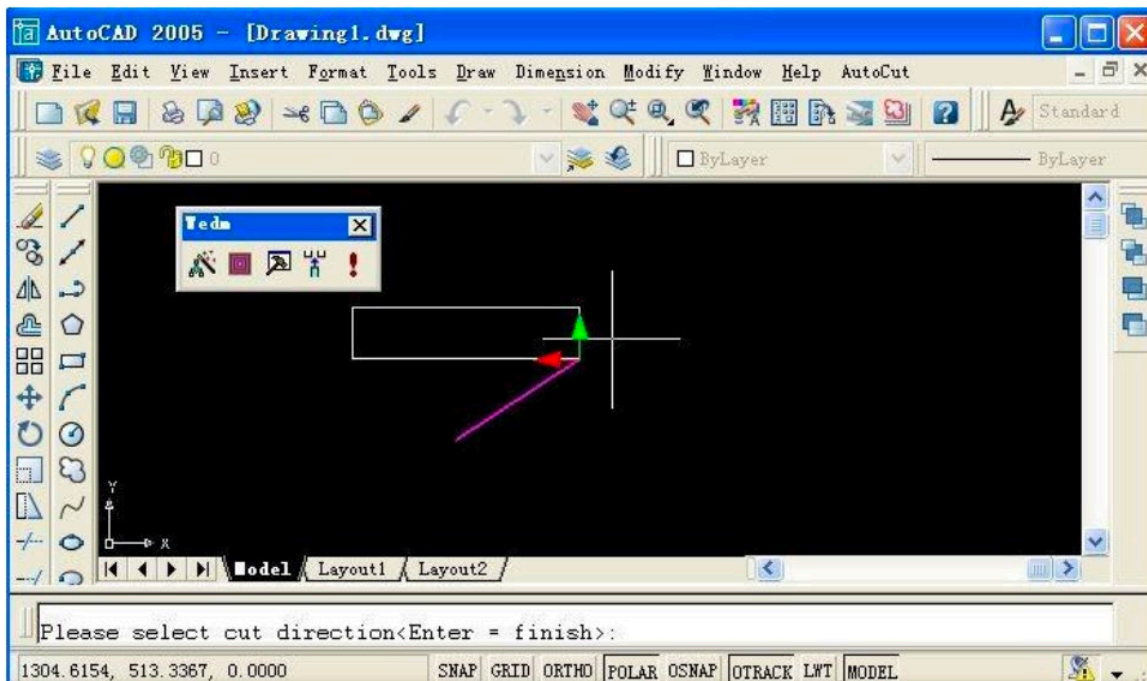 AutoCAD 2005 - [Drawing1.dwg]
File Edit View Insert Format Tools Draw Dimension Modify Window Help AutoCut
Standard
0 ByLayer ByLayer
Wedm
Y
X
Model Layout1 Layout2
Please select cut direction<Enter = finish>:
1304.6154, 513.3367, 0.0000 SNAP GRID ORTHO POLAR OSNAP OTRACK LWT MODEL